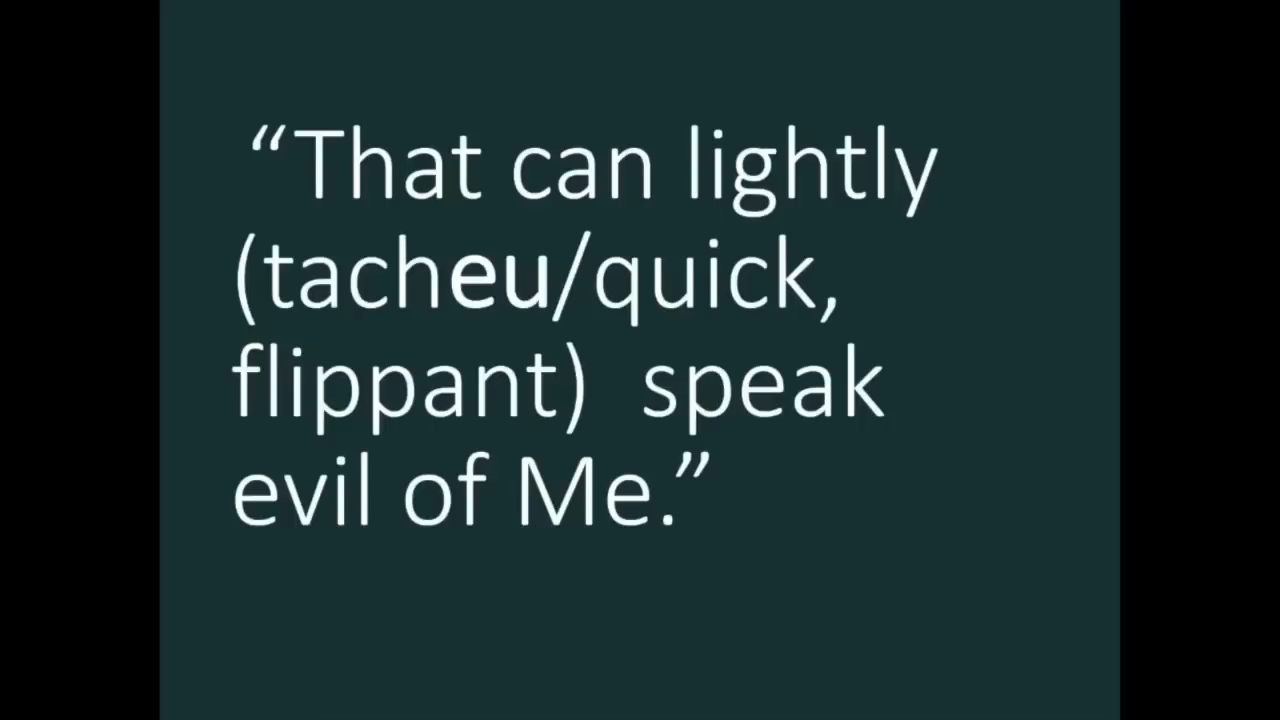 “That can lightly
(tacheu/quick,
flippant)  speak
evil of Me.”